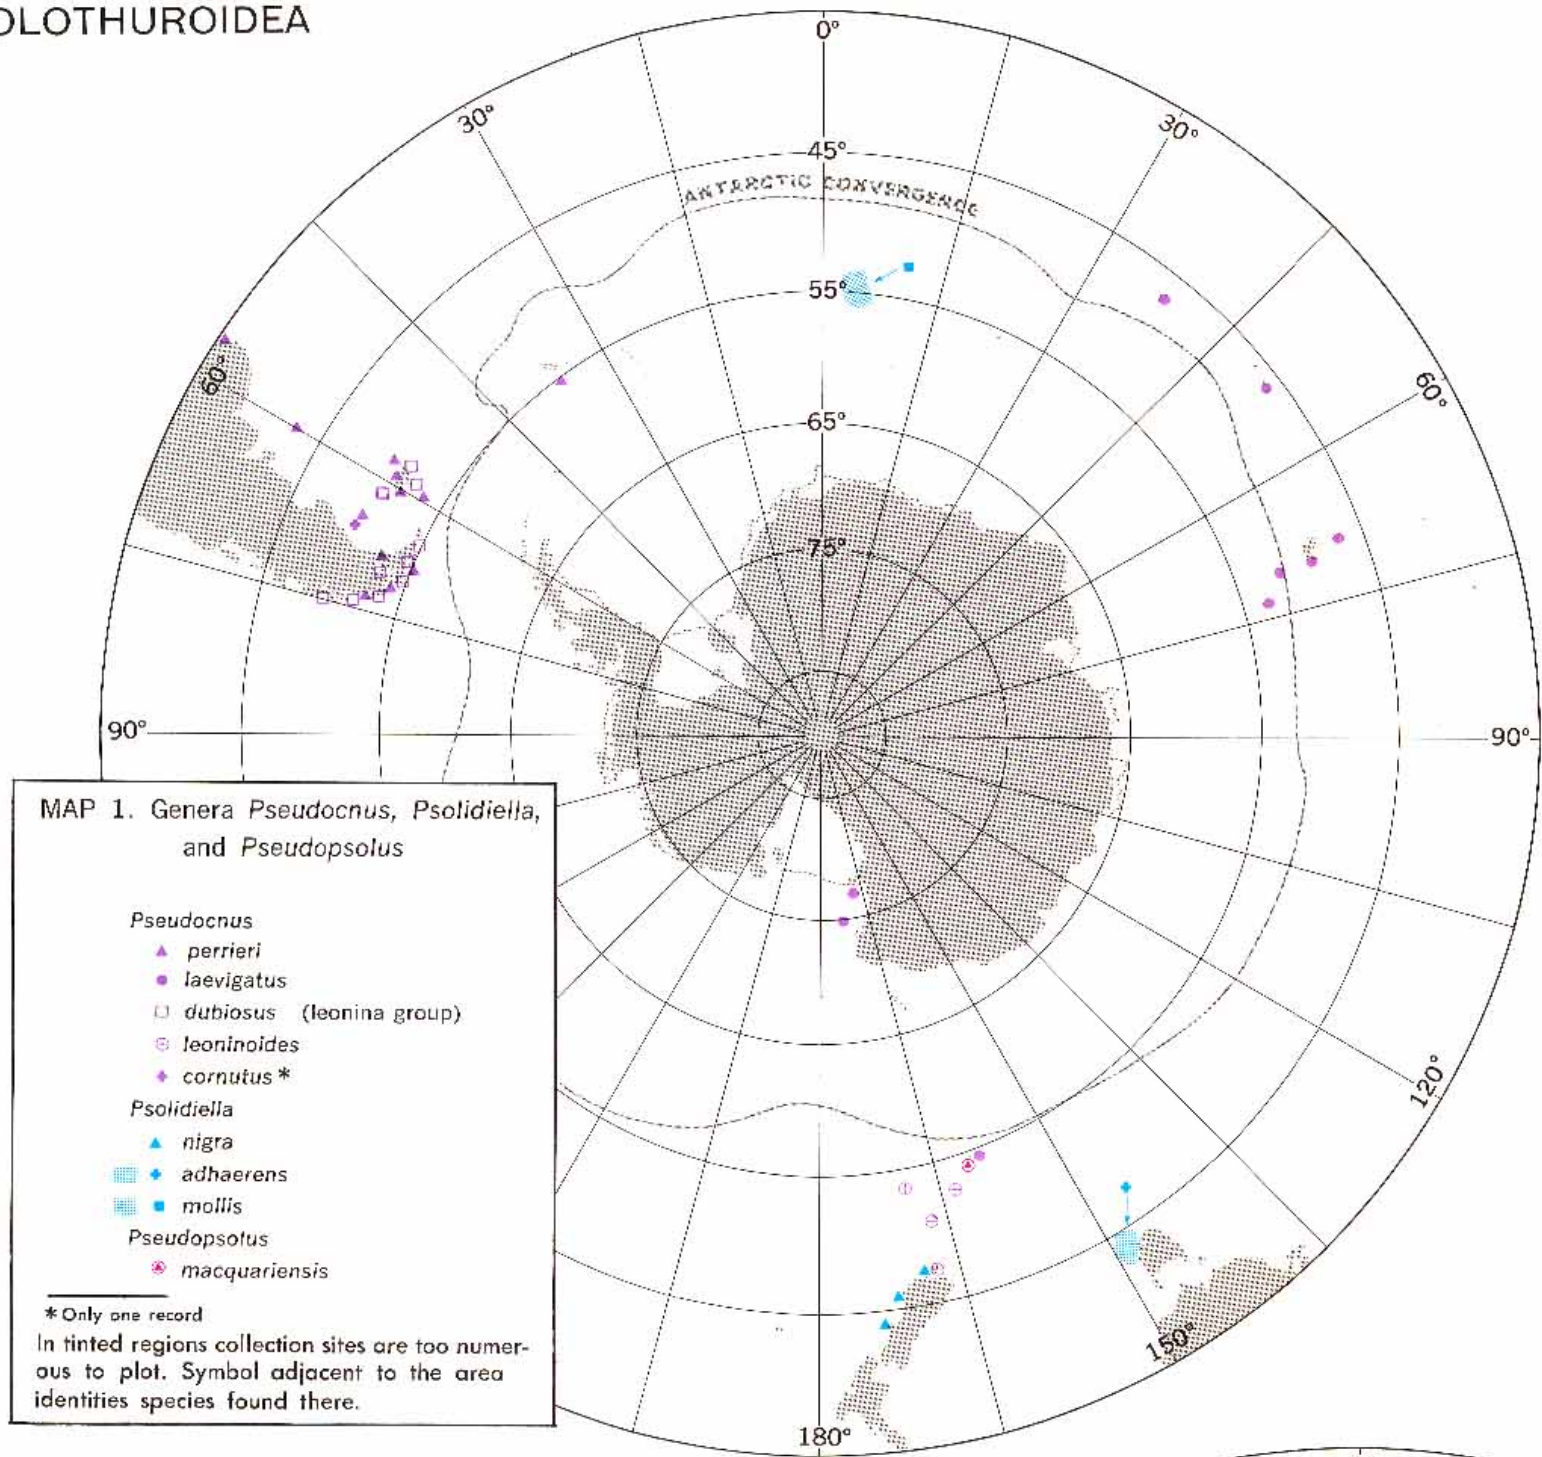 OLOTHUROIDEA
0°
30°
30°
45°
ANTARCTIC CONVERGENCE
55°
60°
60°
65°
75°
90°
90°
MAP 1. Genera Pseudocnus, Psolidiella,
and Pseudopsolus
Pseudocnus
perrieri
laevigatus
dubiosus (leonina group)
leoninoides
cornutus *
Psolidiella
nigra
adhaerens
mollis
Pseudopsolus
macquariensis
* Only one record
In tinted regions collection sites are too numer-
ous to plot. Symbol adjacent to the area
identifies species found there.
120°
150°
180°